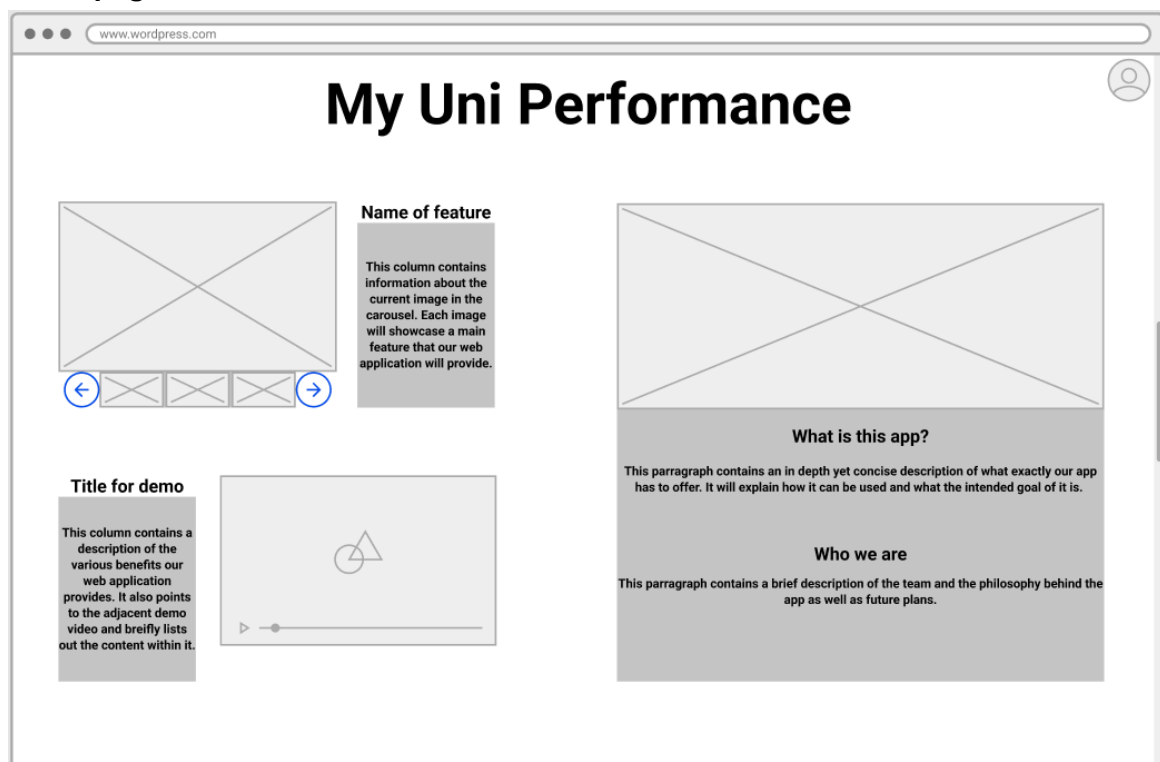 www.wordpress.com
My Uni Performance
Name of feature
This column contains
information about the
current image in the
carousel. Each image
will showcase a main
feature that our web
application will provide.
Title for demo
This column contains a
description of the
various benefits our
web application
provides. It also points
to the adjacent demo
video and breifly lists
out the content within it.
What is this app?
This parragraph contains an in depth yet concise description of what exactly our app
has to offer. It will explain how it can be used and what the intended goal of it is.
Who we are
This parragraph contains a brief description of the team and the philosophy behind the
app as well as future plans.